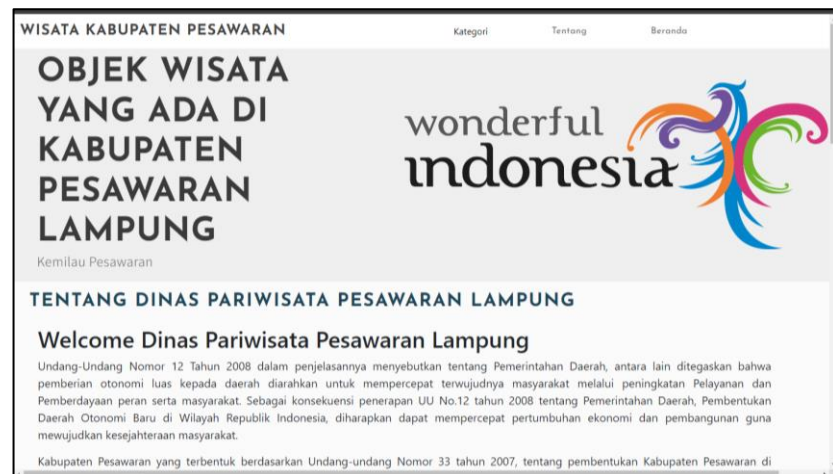 WISATA KABUPATEN PESAWARAN Kategori Tentang Beranda
OBJEK WISATA
YANG ADA DI
KABUPATEN
PESAWARAN
LAMPUNG
Kemilau Pesawaran
wonderful
indonesia
TENTANG DINAS PARIWISATA PESAWARAN LAMPUNG
Welcome Dinas Pariwisata Pesawaran Lampung
Undang-Undang Nomor 12 Tahun 2008 dalam penjelasannya menyebutkan tentang Pemerintahan Daerah, antara lain ditegaskan bahwa
pemberian otonomi luas kepada daerah diarahkan untuk mempercepat terwujudnya masyarakat melalui peningkatan Pelayanan dan
Pemberdayaan peran serta masyarakat. Sebagai konsekuensi penerapan UU No.12 tahun 2008 tentang Pemerintahan Daerah, Pembentukan
Daerah Otonomi Baru di Wilayah Republik Indonesia, diharapkan dapat mempercepat pertumbuhan ekonomi dan pembangunan guna
mewujudkan kesejahteraan masyarakat.
Kabupaten Pesawaran yang terbentuk berdasarkan Undang-undang Nomor 33 tahun 2007, tentang pembentukan Kabupaten Pesawaran di